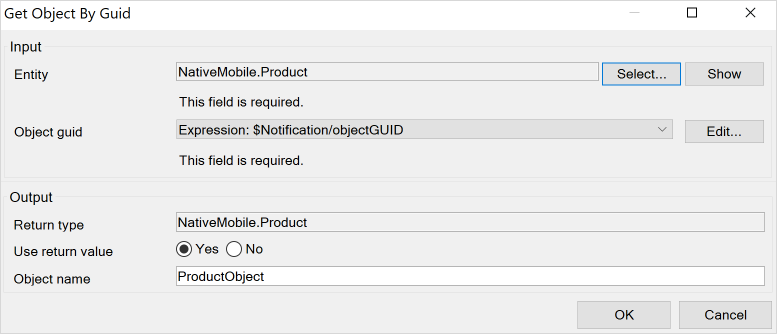 Get Object By Guid
Input
Entity NativeMobile.Product Select... Show
This field is required.
Object guid Expression: $Notification/objectGUID Edit...
This field is required.
Output
Return type NativeMobile.Product
Use return value Yes No
Object name ProductObject
OK Cancel